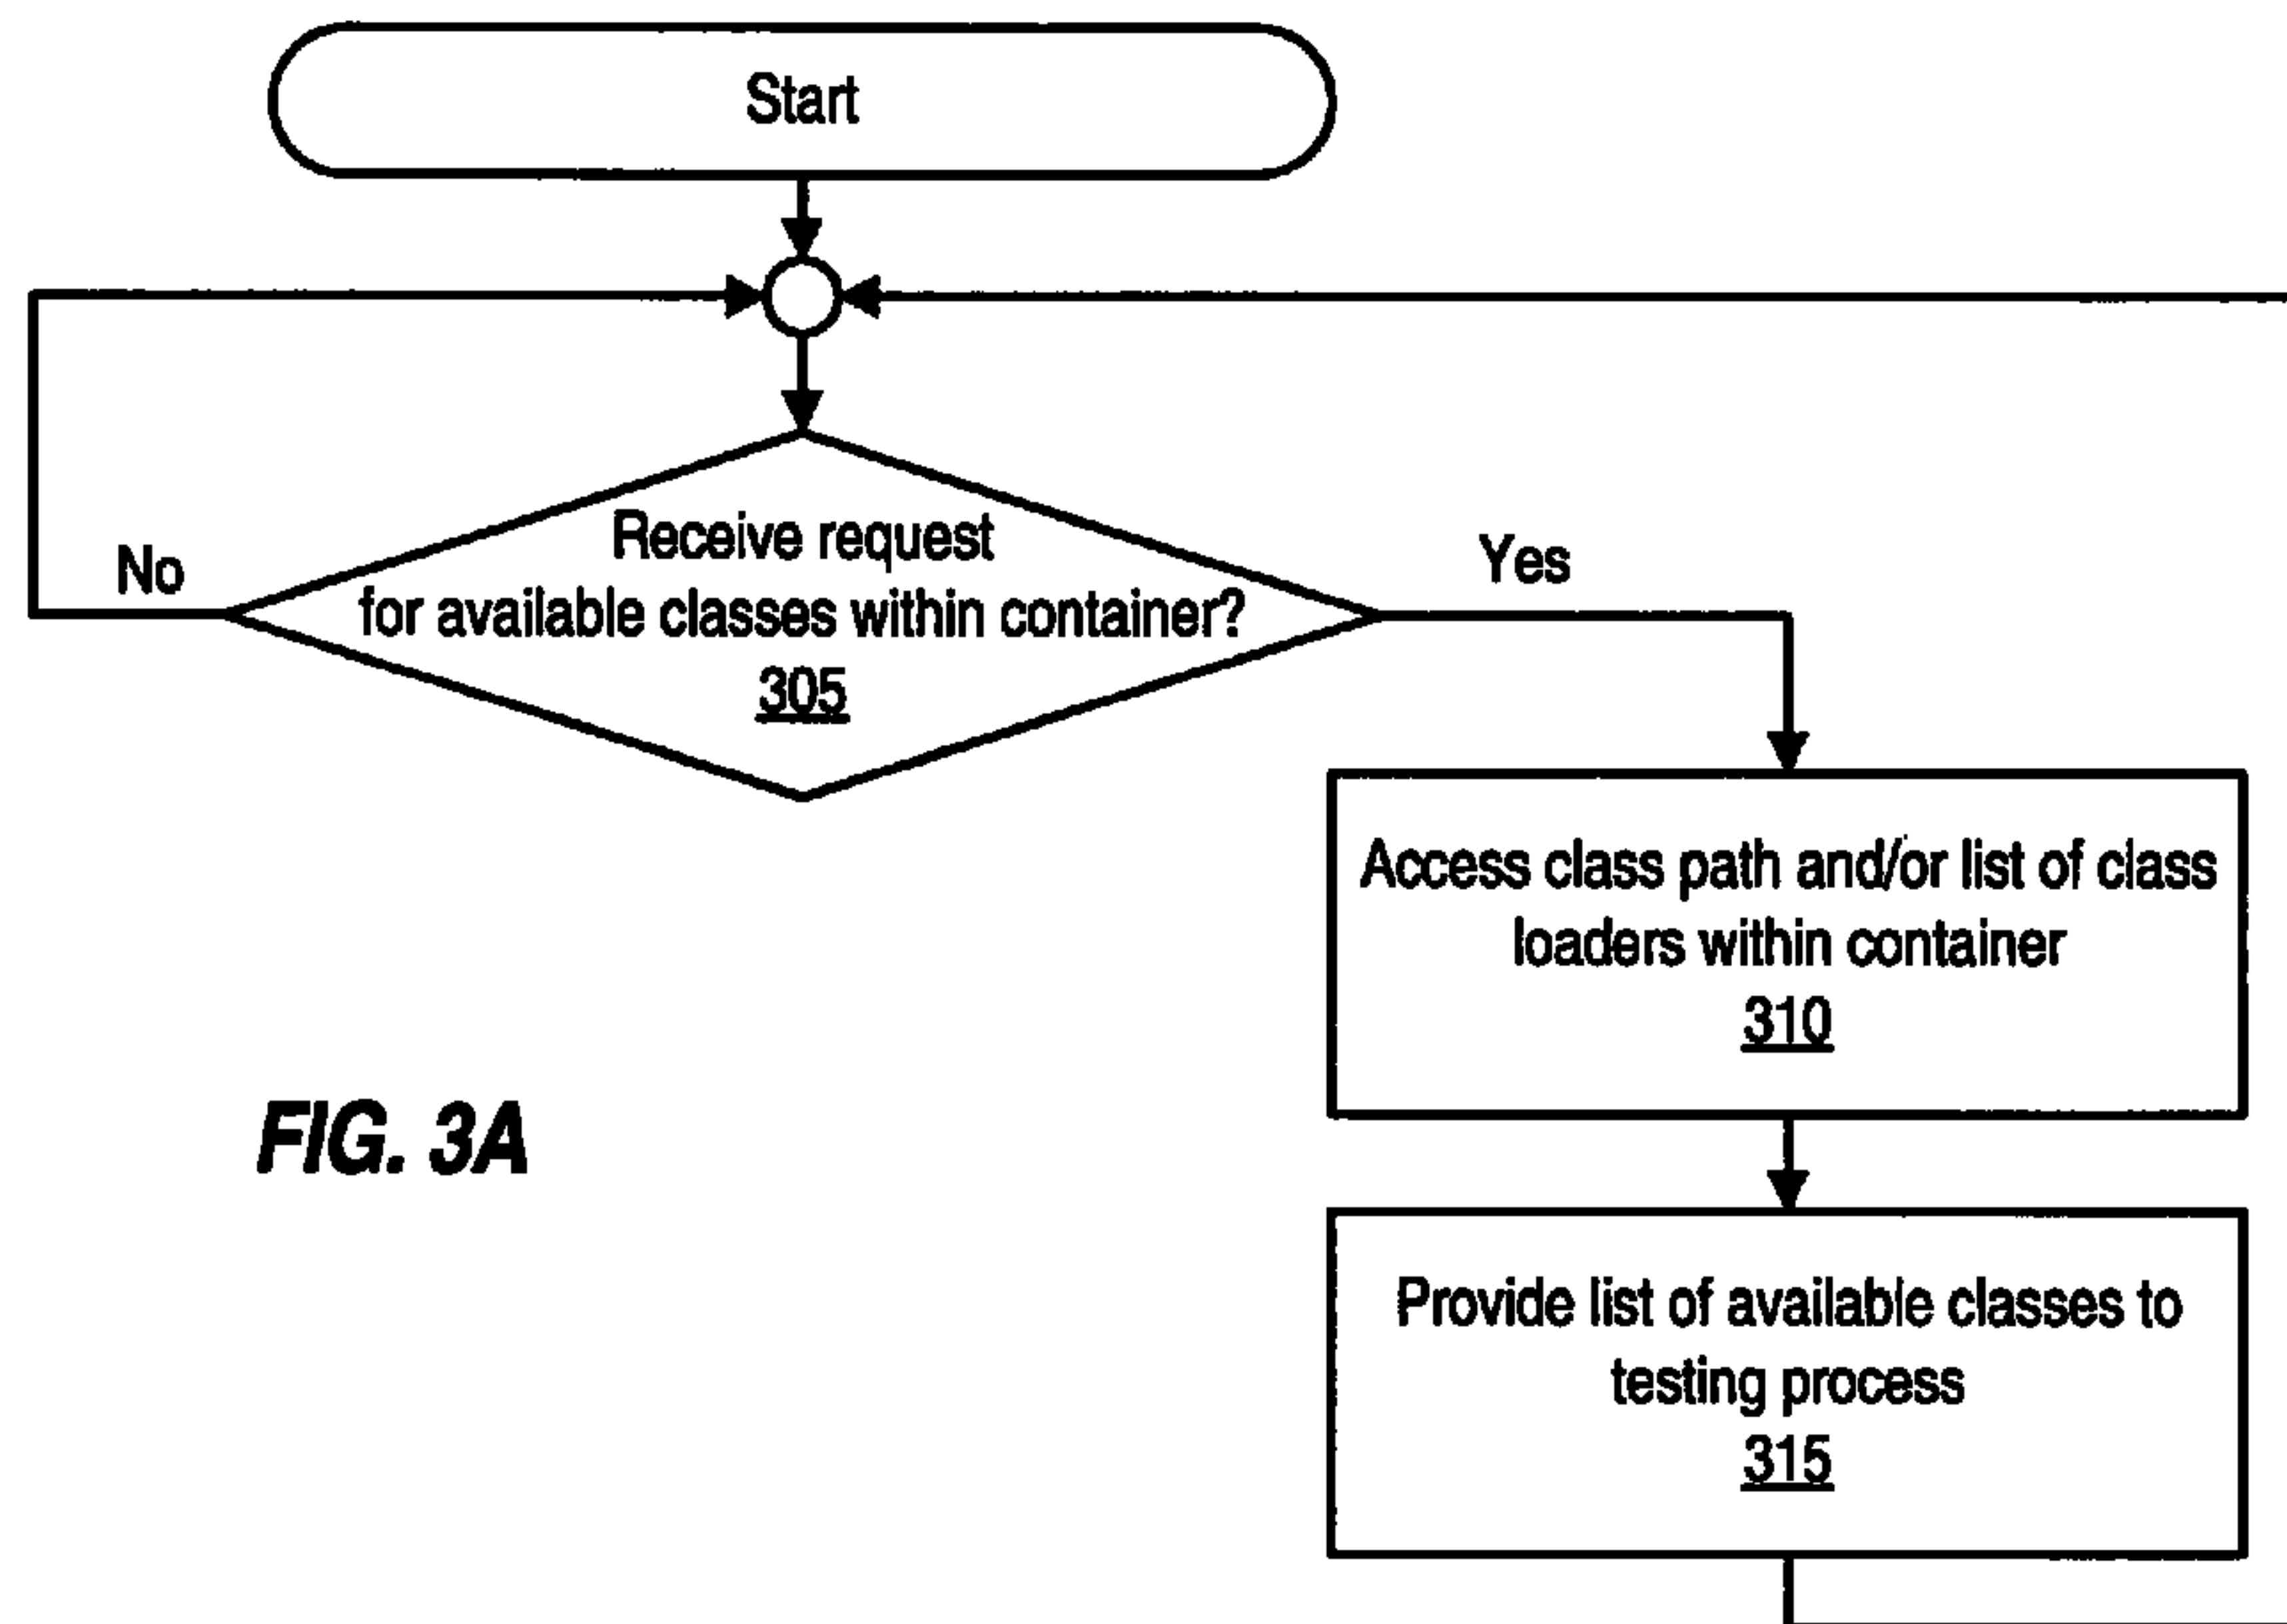 Start
Receive request
for available classes within container?
305
No
Yes
Access class path and/or list of class
loaders within container
310
Provide list of available classes to
testing process
315
FIG. 3A